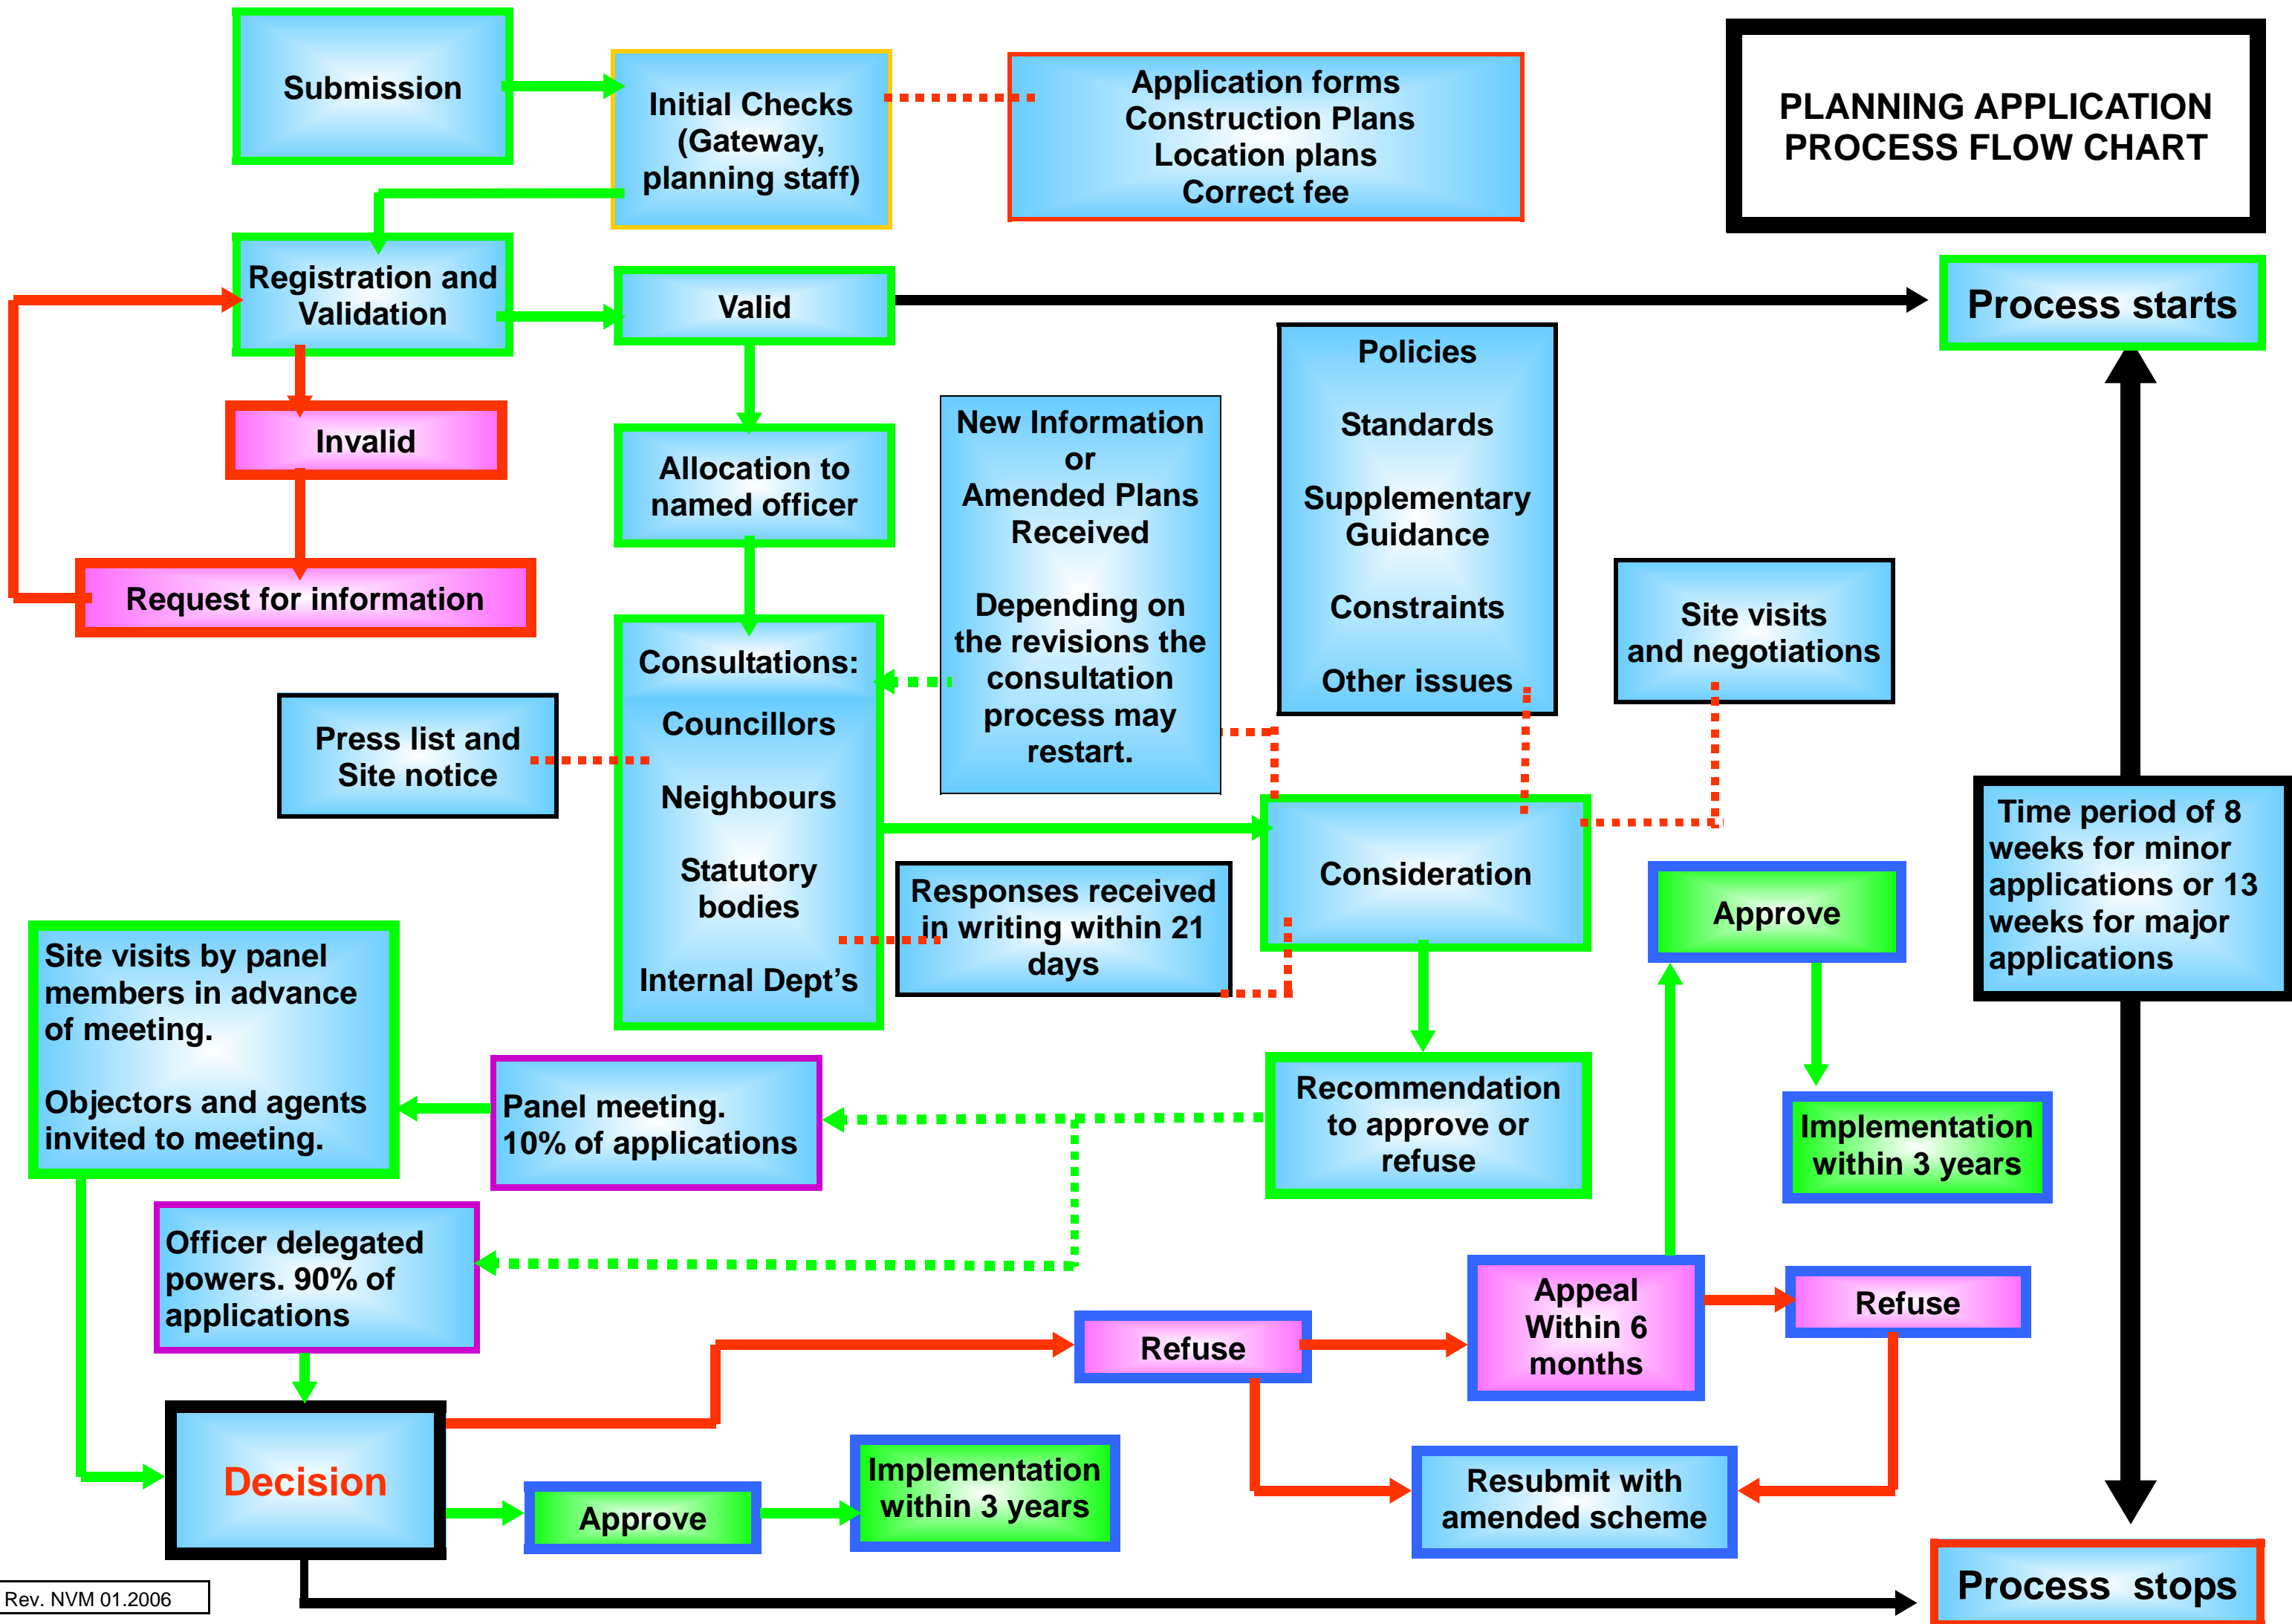 Submission
Initial Checks
(Gateway,
planning staff)
Application forms
Construction Plans
Location plans
Correct fee
PLANNING APPLICATION
PROCESS FLOW CHART
Registration and
Validation
Valid
Process starts
Invalid
Request for information
Allocation to
named officer
New Information
or
Amended Plans
Received
Depending on
the revisions the
consultation
process may
restart.
Policies
Standards
Supplementary
Guidance
Constraints
Other issues
Site visits
and negotiations
Press list and
Site notice
Consultations:
Councillors
Neighbours
Statutory
bodies
Internal Dept's
Responses received
in writing within 21
days
Consideration
Approve
Time period of 8
weeks for minor
applications or 13
weeks for major
applications
Site visits by panel
members in advance
of meeting.
Objectors and agents
invited to meeting.
Panel meeting.
10% of applications
Recommendation
to approve or
refuse
Implementation
within 3 years
Officer delegated
powers. 90% of
applications
Refuse
Appeal
Within 6
months
Refuse
Decision
Approve
Implementation
within 3 years
Resubmit with
amended scheme
Process stops
Rev. NVM 01.2006